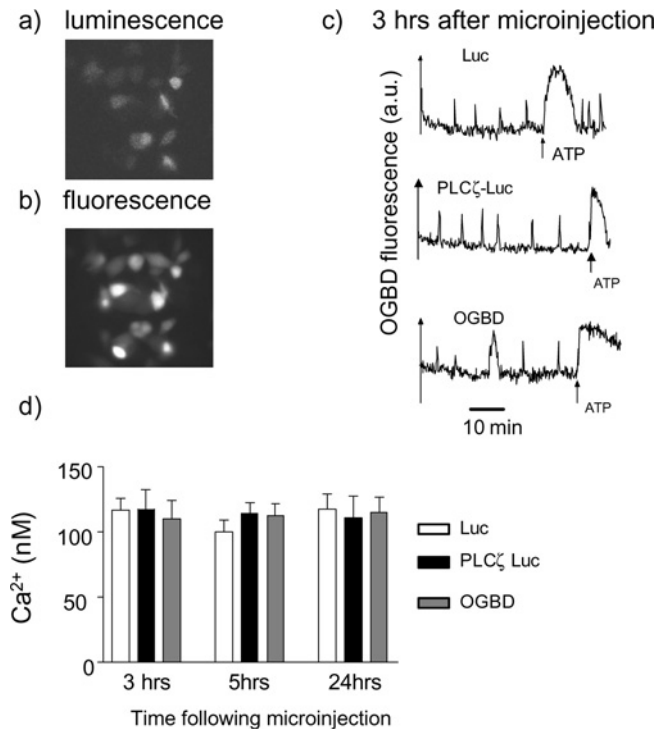 a) luminescence
b) fluorescence
c) 3 hrs after microinjection
OGBD fluorescence (a.u.)
Luc
ATP
PLCζ-Luc
ATP
OGBD
ATP
10 min
d)
Ca²⁺ (nM)
150
100
50
0
3 hrs 5hrs 24hrs
Time following microinjection
Luc
PLCζ Luc
OGBD